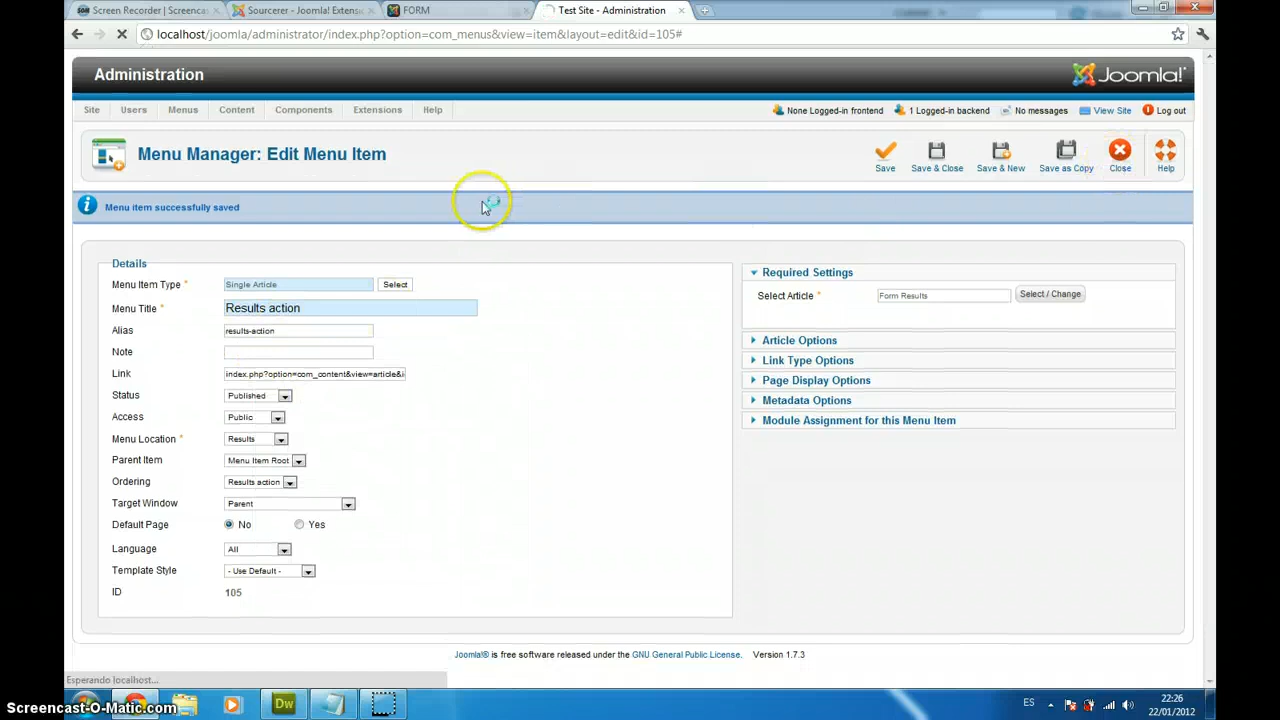 Screen Recorder | Screencas
Sourcerer - Joomla! Extensi
FORM
Test Site - Administration
localhost/joomla/administrator/index.php?option=com_menus&view=item&layout=edit&id=105#
Administration
Joomla!
Site Users Menus Content Components Extensions Help
None Logged-in frontend 1 Logged-in backend No messages View Site Log out
Menu Manager: Edit Menu Item
Save Save & Close Save & New Save as Copy Close Help
Menu item successfully saved
Details
Menu Item Type * Single Article Select
Menu Title * Results action
Alias results-action
Note
Link index.php?option=com_content&view=article&i
Status Published
Access Public
Menu Location * Results
Parent Item Menu Item Root
Ordering Results action
Target Window Parent
Default Page No Yes
Language All
Template Style - Use Default -
ID 105
Required Settings
Select Article * Form Results Select / Change
Article Options
Link Type Options
Page Display Options
Metadata Options
Module Assignment for this Menu Item
Joomla!® is free software released under the GNU General Public License. Version 1.7.3
Esperando localhost...
Dw
ES
22:26
22/01/2012
Screencast-O-Matic.com